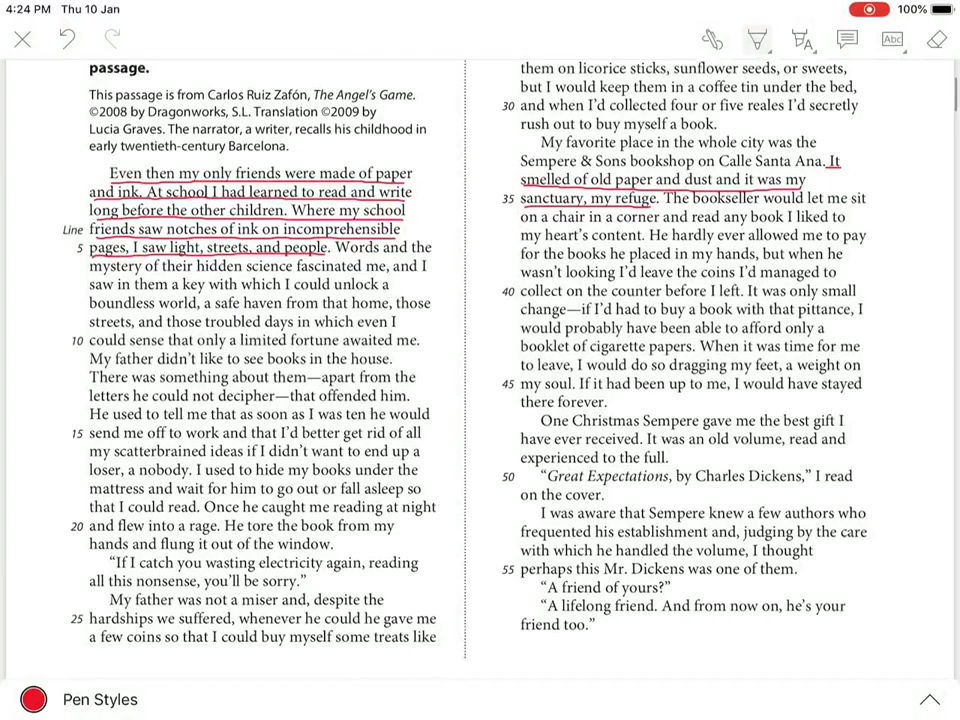 4:24 PM Thu 10 Jan
100%
Abc
passage.
This passage is from Carlos Ruiz Zafón, The Angel's Game.
©2008 by Dragonworks, S.L. Translation ©2009 by
Lucia Graves. The narrator, a writer, recalls his childhood in
early twentieth-century Barcelona.
Even then my only friends were made of paper
and ink. At school I had learned to read and write
long before the other children. Where my school
Line friends saw notches of ink on incomprehensible
5 pages, I saw light, streets, and people. Words and the
mystery of their hidden science fascinated me, and I
saw in them a key with which I could unlock a
boundless world, a safe haven from that home, those
streets, and those troubled days in which even I
10 could sense that only a limited fortune awaited me.
My father didn't like to see books in the house.
There was something about them—apart from the
letters he could not decipher—that offended him.
He used to tell me that as soon as I was ten he would
15 send me off to work and that I'd better get rid of all
my scatterbrained ideas if I didn't want to end up a
loser, a nobody. I used to hide my books under the
mattress and wait for him to go out or fall asleep so
that I could read. Once he caught me reading at night
20 and flew into a rage. He tore the book from my
hands and flung it out of the window.
"If I catch you wasting electricity again, reading
all this nonsense, you'll be sorry."
My father was not a miser and, despite the
25 hardships we suffered, whenever he could he gave me
a few coins so that I could buy myself some treats like
them on licorice sticks, sunflower seeds, or sweets,
but I would keep them in a coffee tin under the bed,
30 and when I'd collected four or five reales I'd secretly
rush out to buy myself a book.
My favorite place in the whole city was the
Sempere & Sons bookshop on Calle Santa Ana. It
smelled of old paper and dust and it was my
35 sanctuary, my refuge. The bookseller would let me sit
on a chair in a corner and read any book I liked to
my heart's content. He hardly ever allowed me to pay
for the books he placed in my hands, but when he
wasn't looking I'd leave the coins I'd managed to
40 collect on the counter before I left. It was only small
change—if I'd had to buy a book with that pittance, I
would probably have been able to afford only a
booklet of cigarette papers. When it was time for me
to leave, I would do so dragging my feet, a weight on
45 my soul. If it had been up to me, I would have stayed
there forever.
One Christmas Sempere gave me the best gift I
have ever received. It was an old volume, read and
experienced to the full.
50 "Great Expectations, by Charles Dickens," I read
on the cover.
I was aware that Sempere knew a few authors who
frequented his establishment and, judging by the care
with which he handled the volume, I thought
55 perhaps this Mr. Dickens was one of them.
"A friend of yours?"
"A lifelong friend. And from now on, he's your
friend too."
Pen Styles